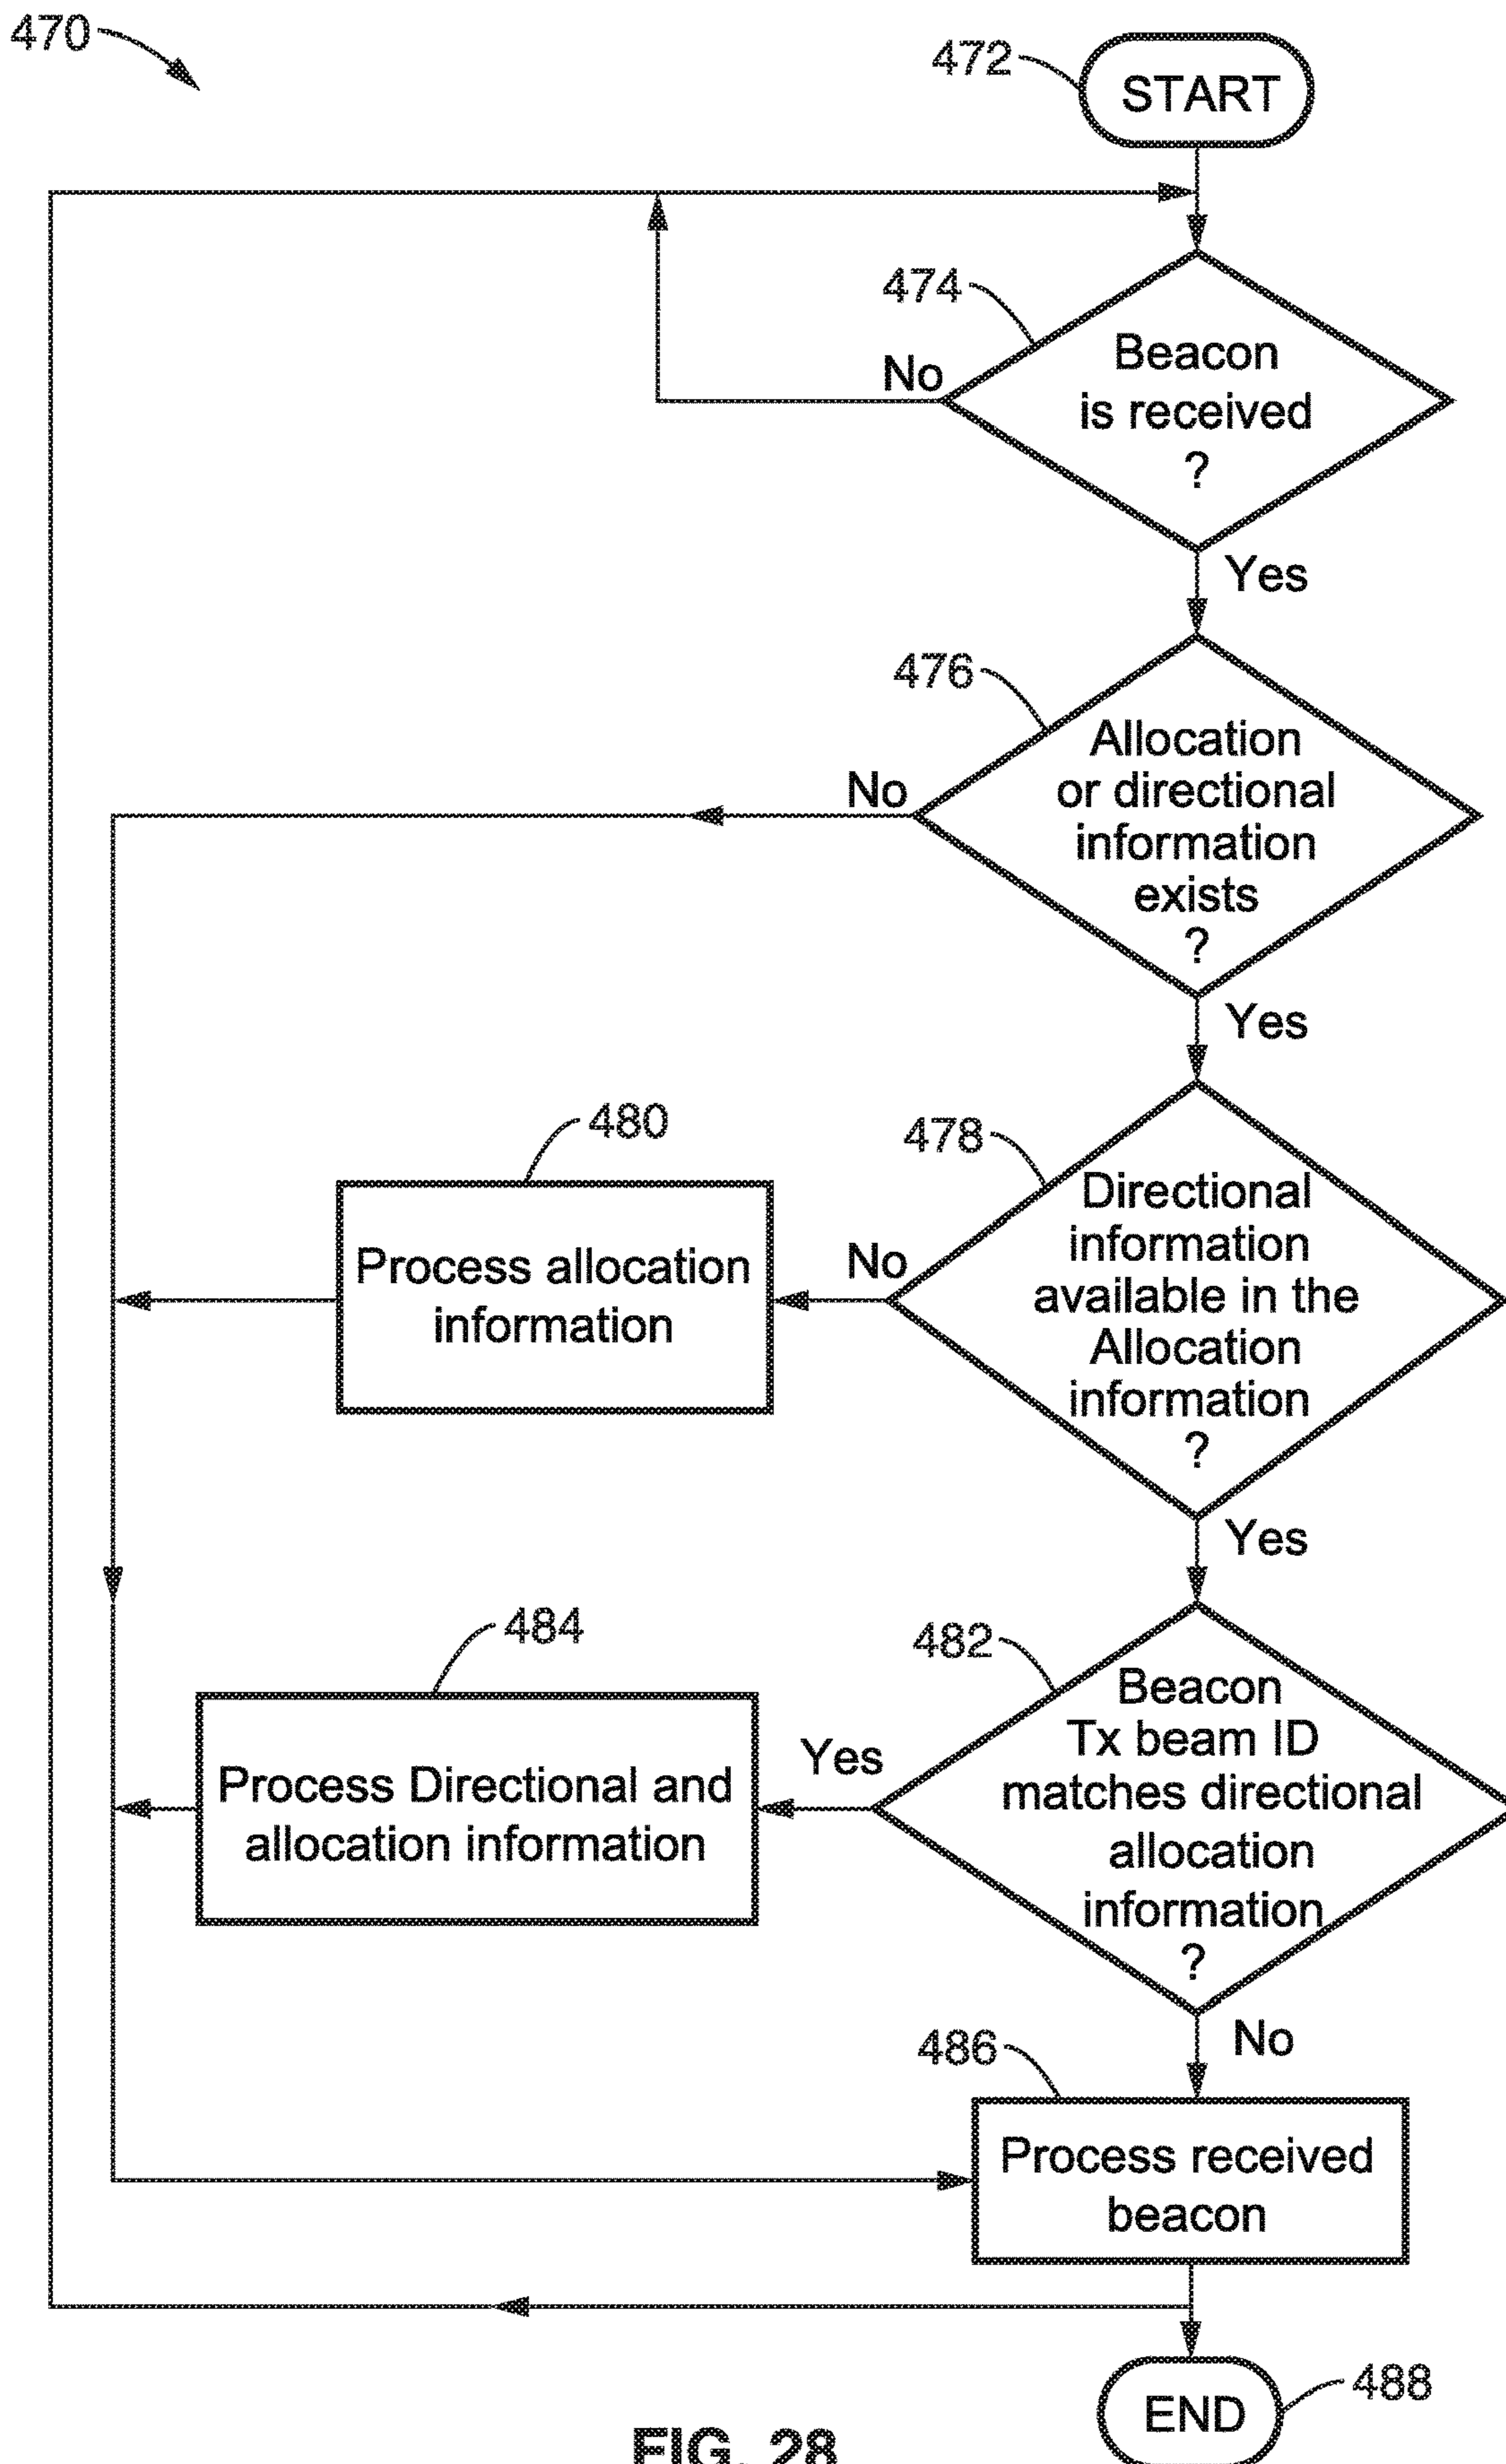 470
472
START
474
No
Beacon
is received
?
Yes
476
No
Allocation
or directional
information
exists
?
Yes
480
478
Process allocation
information
No
Directional
information
available in the
Allocation
information
?
Yes
484
482
Process Directional and
allocation information
Yes
Beacon
Tx beam ID
matches directional
allocation
information
?
No
486
Process received
beacon
END
488
FIG. 28